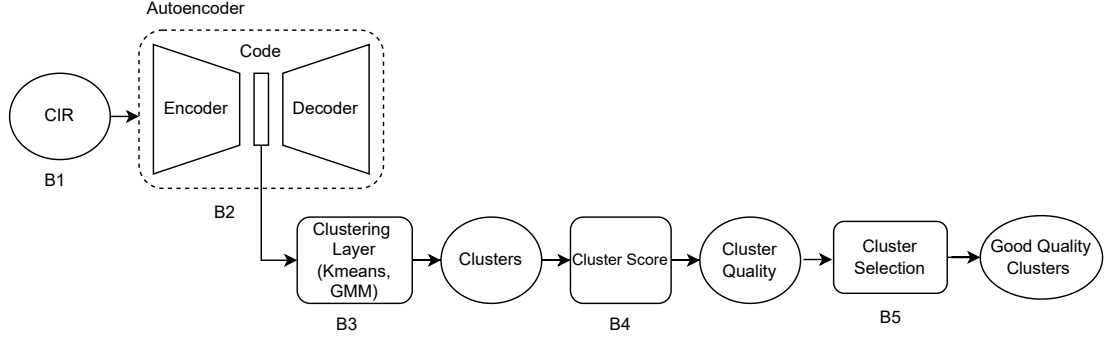 Autoencoder
Code
Encoder
Decoder
CIR
B1
B2
Clustering
Layer
(Kmeans,
GMM)
Clusters
Cluster Score
Cluster
Quality
Cluster
Selection
Good Quality
Clusters
B3
B4
B5